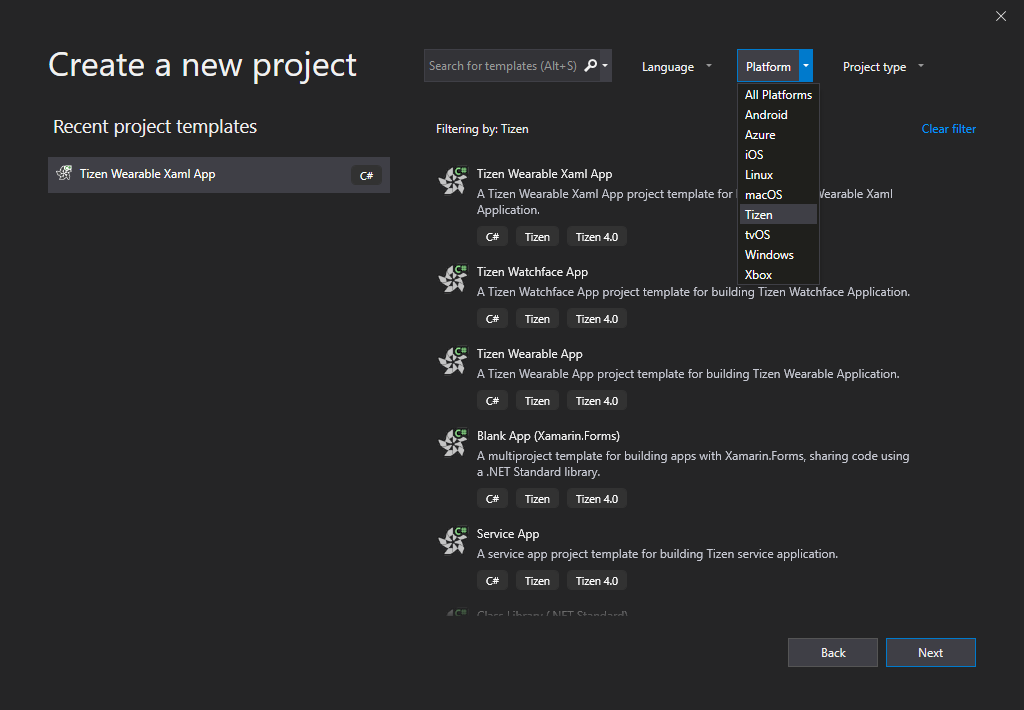 Create a new project
Search for templates (Alt+S)
Language
Platform
Project type
All Platforms
Android
Azure
iOS
Linux
macOS
Tizen
tvOS
Windows
Xbox
Recent project templates
Tizen Wearable Xaml App
C#
Filtering by: Tizen
Clear filter
C#
Tizen Wearable Xaml App
A Tizen Wearable Xaml App project template for
Wearable Xaml
Application.
C# Tizen Tizen 4.0
C#
Tizen Watchface App
A Tizen Watchface App project template for building Tizen Watchface Application.
C# Tizen Tizen 4.0
C#
Tizen Wearable App
A Tizen Wearable App project template for building Tizen Wearable Application.
C# Tizen Tizen 4.0
C#
Blank App (Xamarin.Forms)
A multiproject template for building apps with Xamarin.Forms, sharing code using
a .NET Standard library.
C# Tizen Tizen 4.0
C#
Service App
A service app project template for building Tizen service application.
C# Tizen Tizen 4.0
C#
Class Library (.NET Standard)
Back
Next